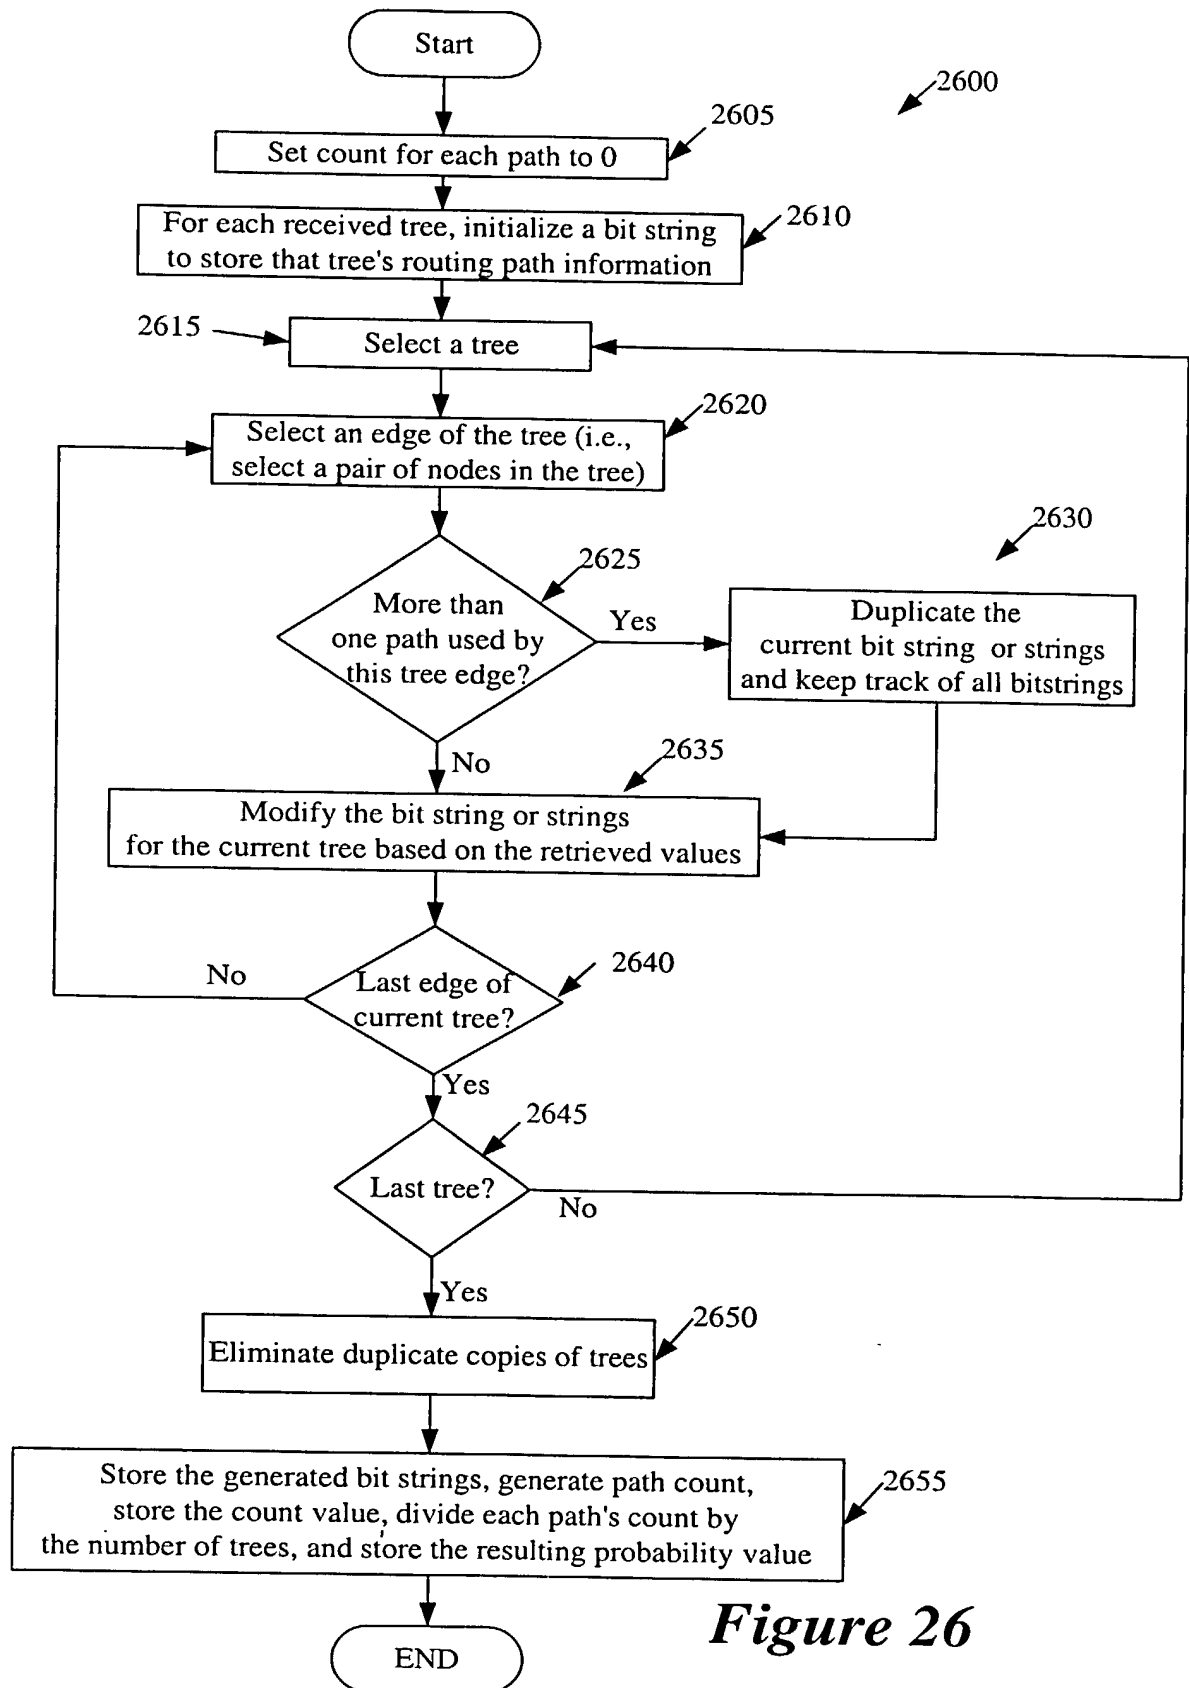 Start
2600
2605
Set count for each path to 0
2610
For each received tree, initialize a bit string
to store that tree's routing path information
2615
Select a tree
2620
Select an edge of the tree (i.e.,
select a pair of nodes in the tree)
2625
2630
More than
one path used by
this tree edge?
Yes
Duplicate the
current bit string or strings
and keep track of all bitstrings
No
2635
Modify the bit string or strings
for the current tree based on the retrieved values
No
2640
Last edge of
current tree?
Yes
2645
Last tree?
No
Yes
2650
Eliminate duplicate copies of trees
2655
Store the generated bit strings, generate path count,
store the count value, divide each path's count by
the number of trees, and store the resulting probability value
END
Figure 26